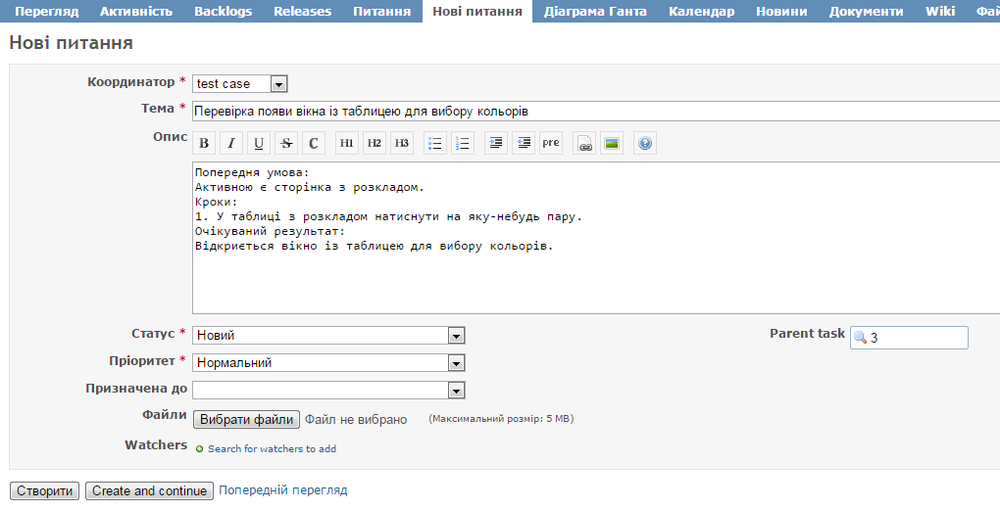 Перегляд Активність Backlogs Releases Питання Нові питання Діаграма Ганта Календар Новини Документи Wiki Фай
Нові питання
Координатор * test case
Тема * Перевірка появи вікна із таблицею для вибору кольорів
Опис B I U S C H1 H2 H3 pre
Попередня умова:
Активною є сторінка з розкладом.
Кроки:
1. У таблиці з розкладом натиснути на яку-небудь пару.
Очікуваний результат:
Відкриється вікно із таблицею для вибору кольорів.
Статус * Новий Parent task 3
Пріоритет * Нормальний
Призначена до
Файли Вибрати файли Файл не вибрано (Максимальний розмір: 5 MB)
Watchers Search for watchers to add
Створити Create and continue Попередній перегляд